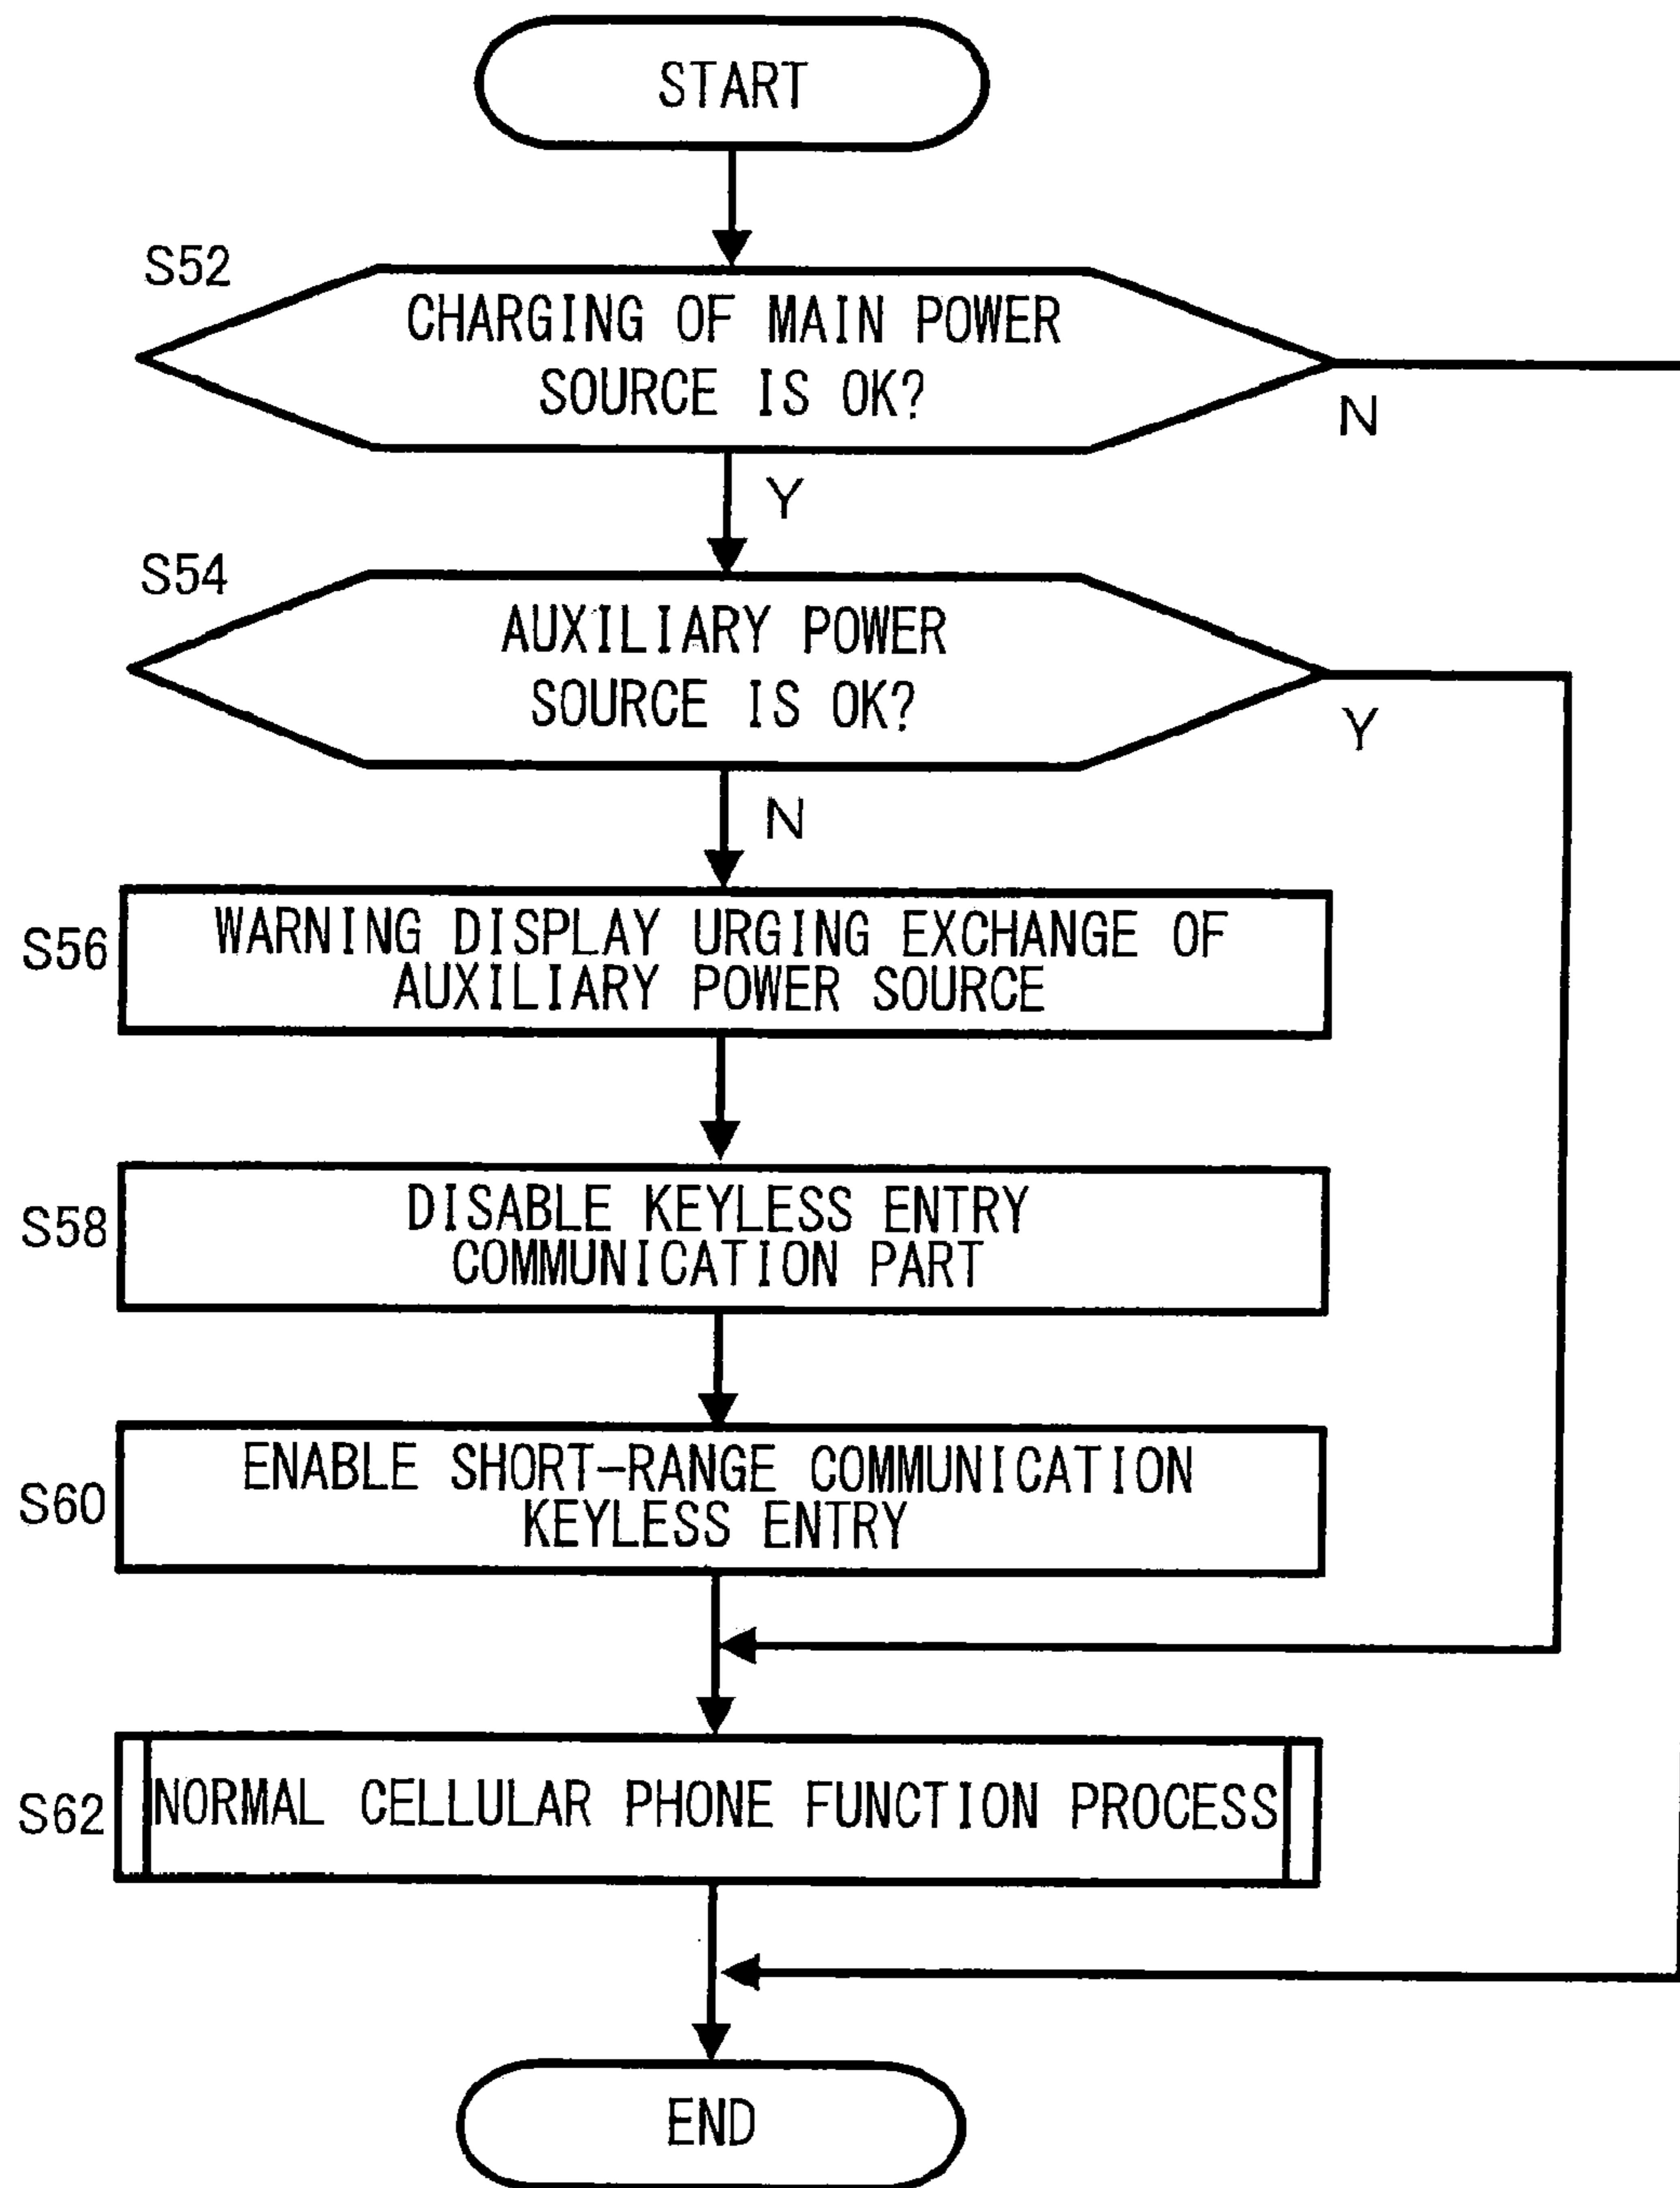 START
S52
CHARGING OF MAIN POWER
SOURCE IS OK?
N
Y
S54
AUXILIARY POWER
SOURCE IS OK?
Y
N
S56
WARNING DISPLAY URGING EXCHANGE OF
AUXILIARY POWER SOURCE
S58
DISABLE KEYLESS ENTRY
COMMUNICATION PART
S60
ENABLE SHORT-RANGE COMMUNICATION
KEYLESS ENTRY
S62
NORMAL CELLULAR PHONE FUNCTION PROCESS
END